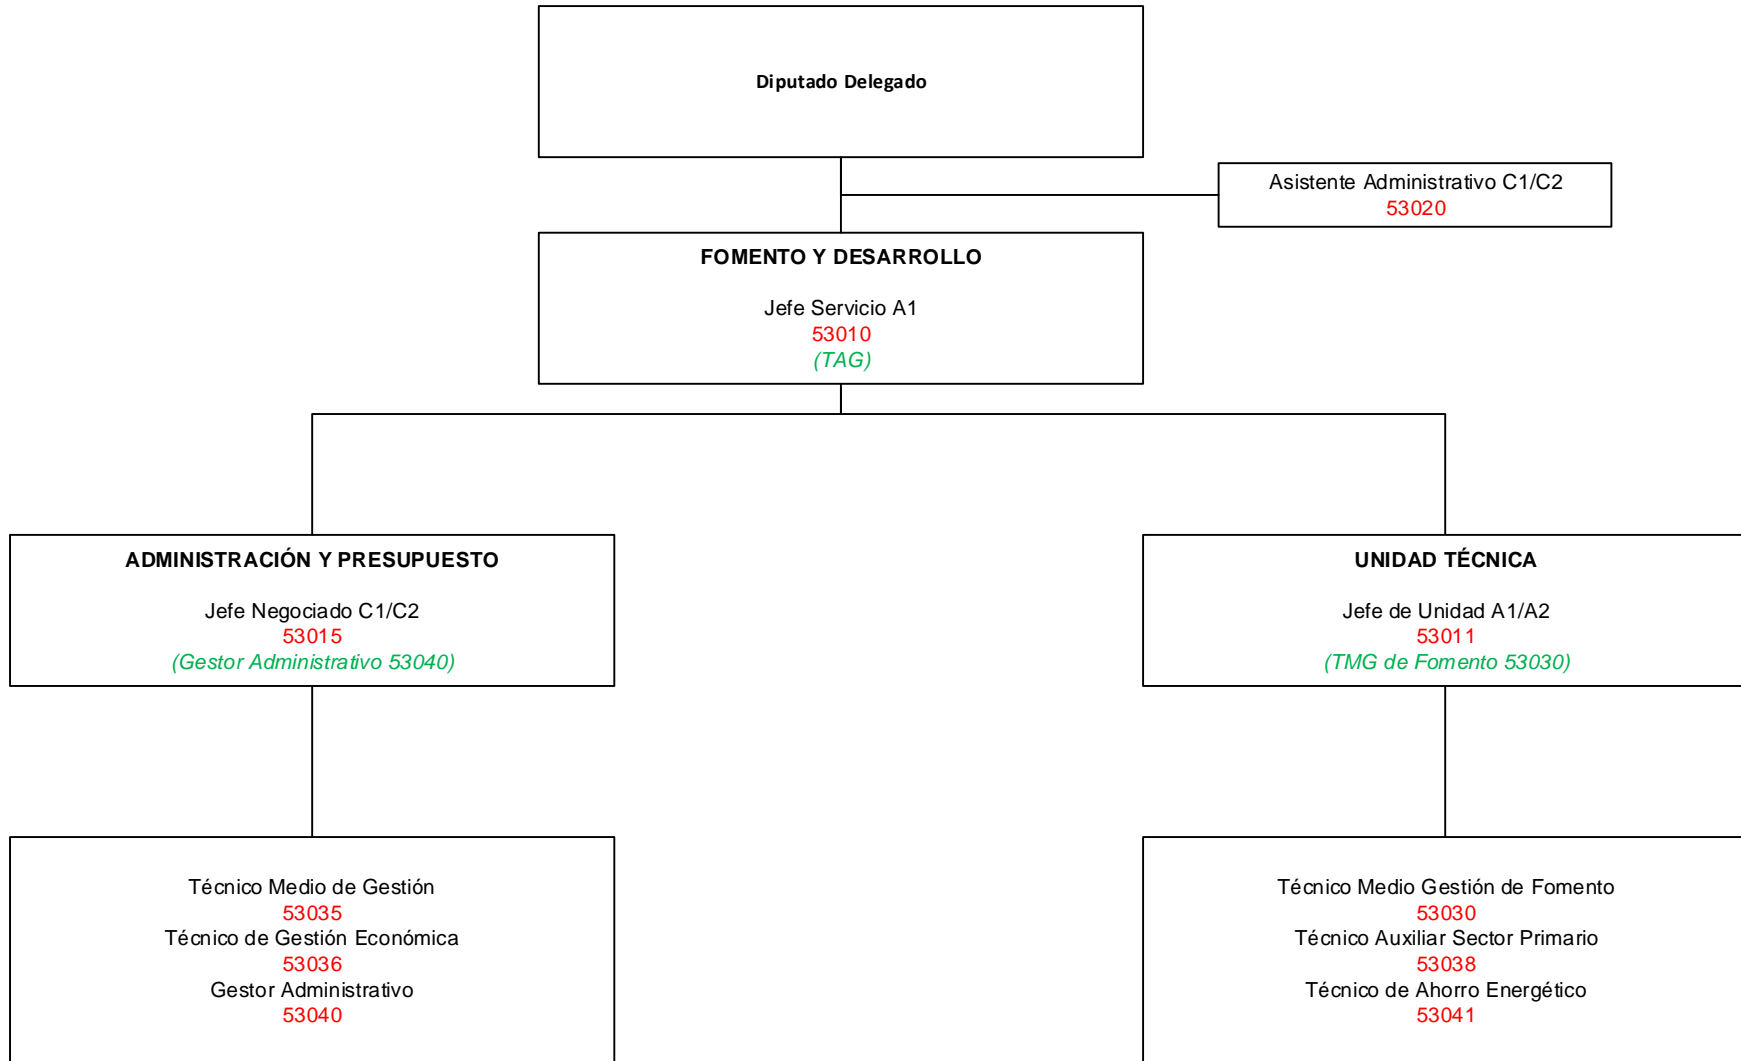 Diputado Delegado
Asistente Administrativo C1/C2
53020
FOMENTO Y DESARROLLO
Jefe Servicio A1
53010
(TAG)
ADMINISTRACIÓN Y PRESUPUESTO
Jefe Negociado C1/C2
53015
(Gestor Administrativo 53040)
UNIDAD TÉCNICA
Jefe de Unidad A1/A2
53011
(TMG de Fomento 53030)
Técnico Medio de Gestión
53035
Técnico de Gestión Económica
53036
Gestor Administrativo
53040
Técnico Medio Gestión de Fomento
53030
Técnico Auxiliar Sector Primario
53038
Técnico de Ahorro Energético
53041